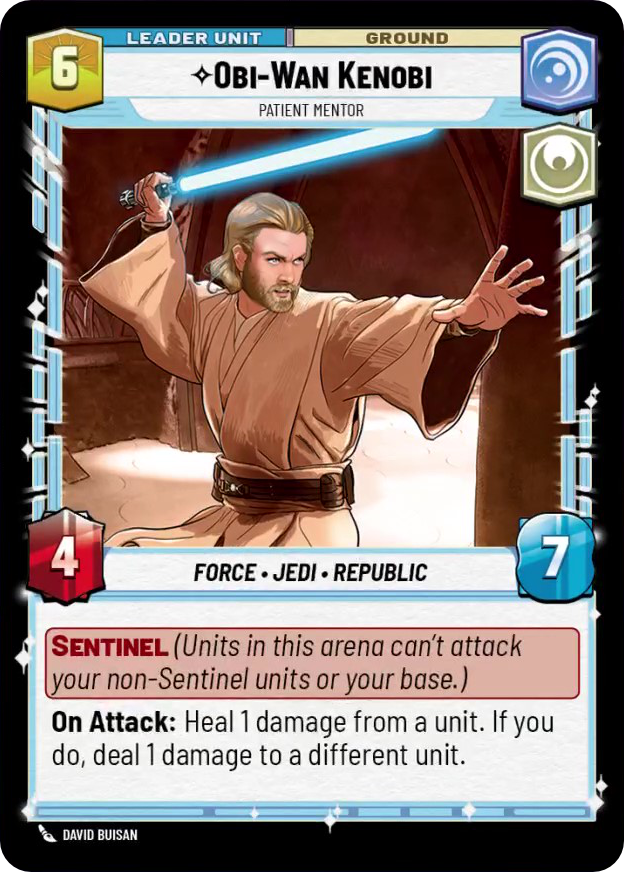 LEADER UNIT
GROUND
6
OBI-WAN KENOBI
PATIENT MENTOR
4
FORCE • JEDI • REPUBLIC
7
SENTINEL (Units in this arena can't attack
your non-Sentinel units or your base.)
On Attack: Heal 1 damage from a unit. If you
do, deal 1 damage to a different unit.
DAVID BUISAN